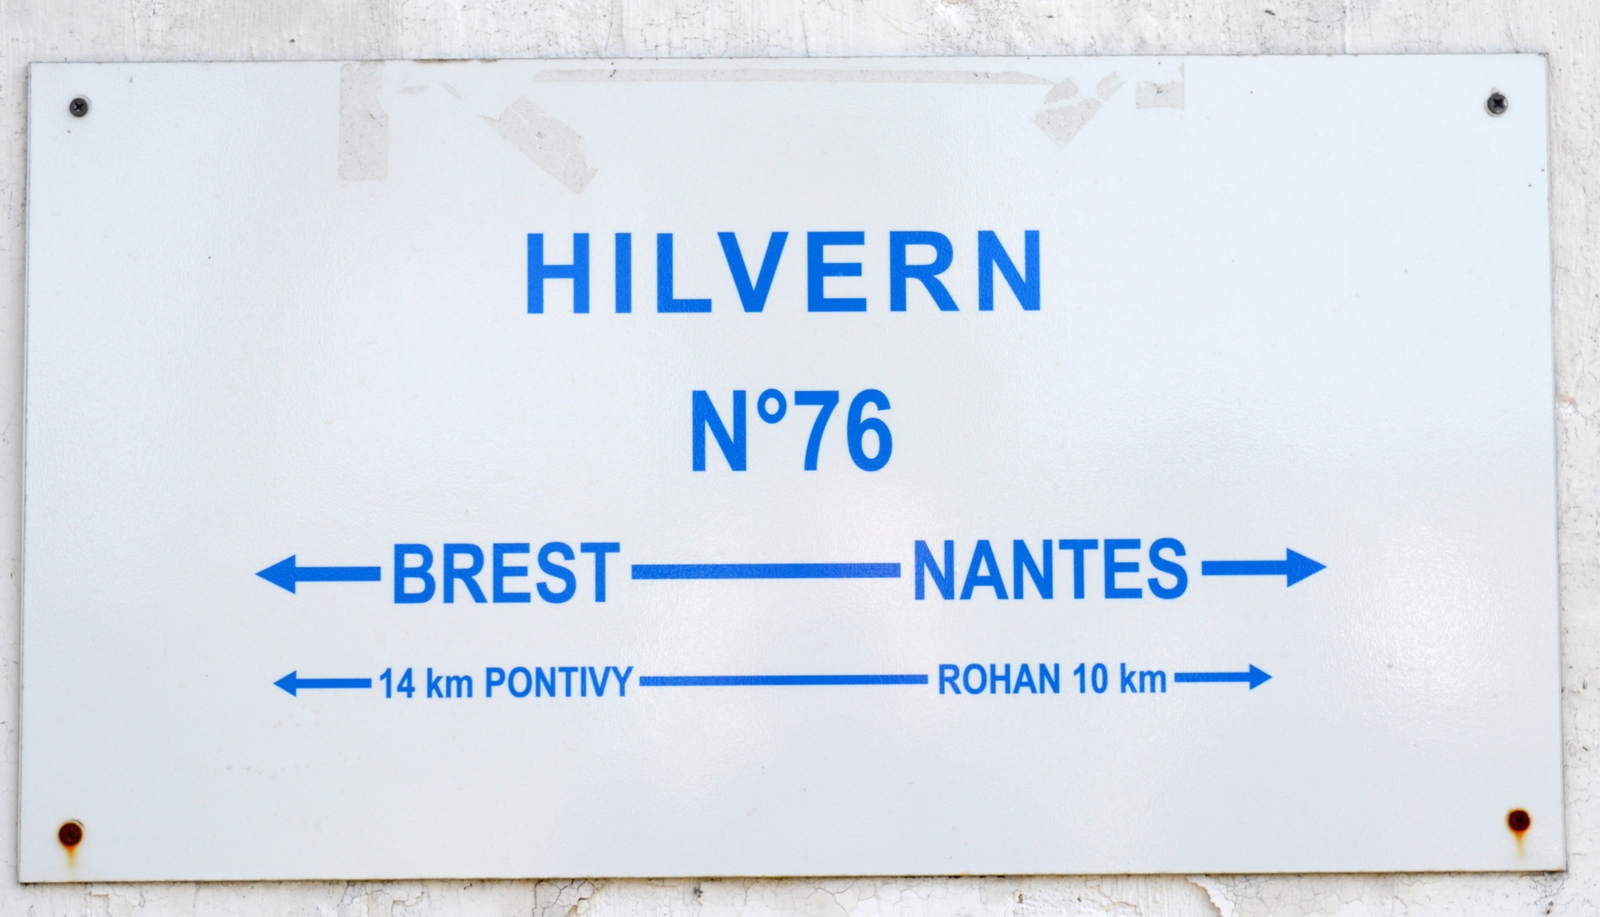 HILVERN
N°76
BREST NANTES
14 km PONTIVY ROHAN 10 km